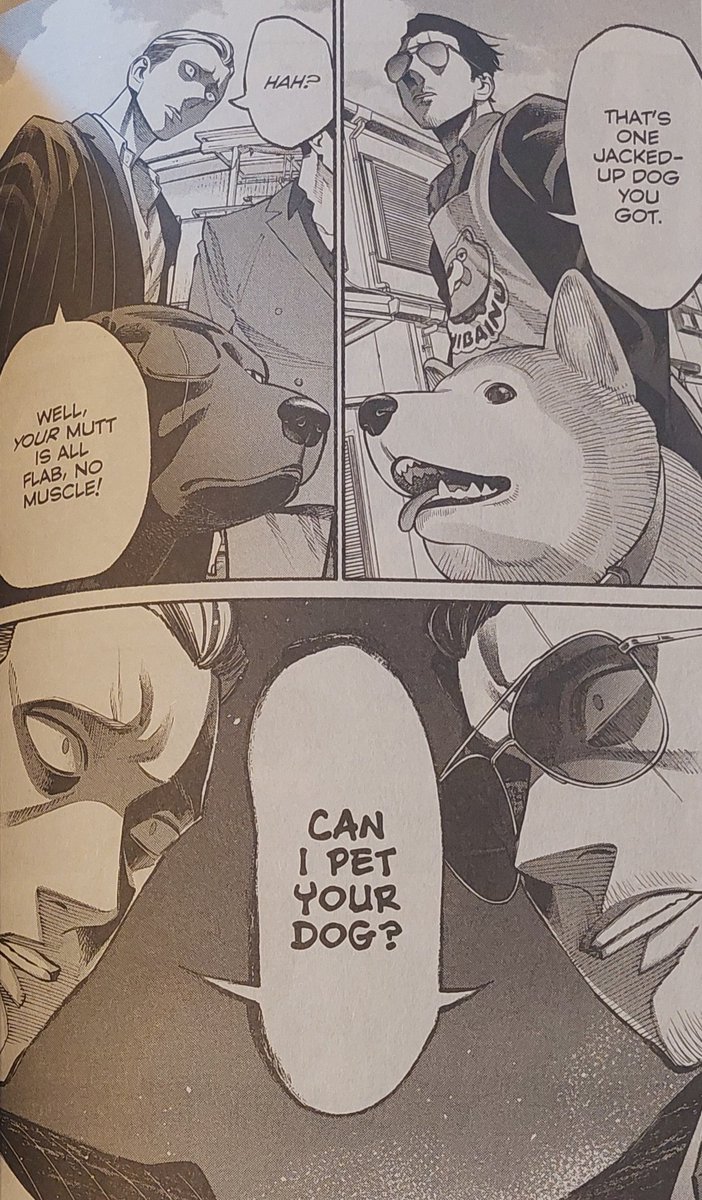 THAT'S
ONE
JACKED-
UP DOG
YOU
GOT.
IBAINU
HAH?
WELL,
YOUR MUTT
IS ALL
FLAB, NO
MUSCLE!
CAN
I PET
YOUR
DOG?